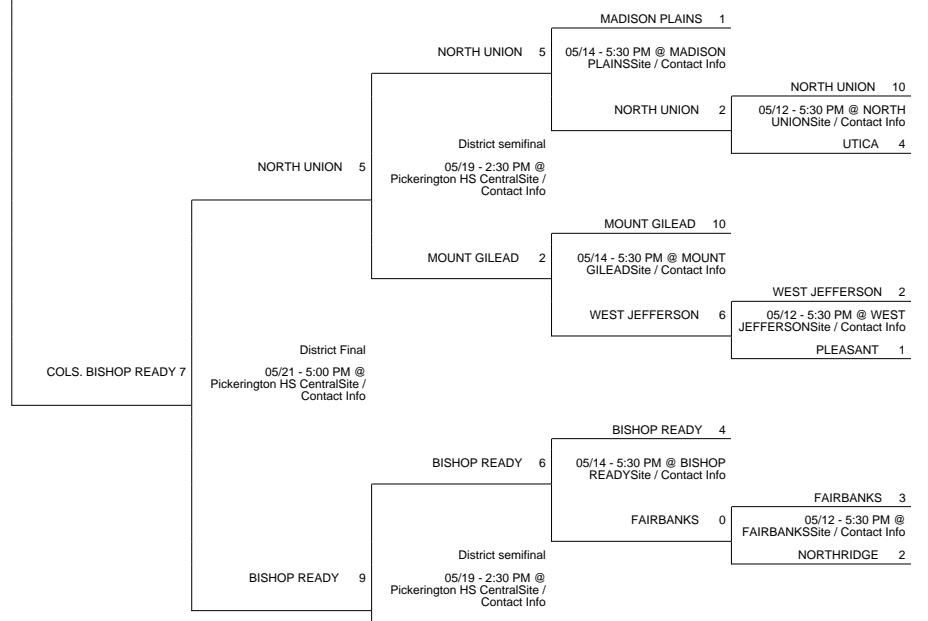 MADISON PLAINS 1
NORTH UNION 5
05/14 - 5:30 PM @ MADISON
PLAINSSite / Contact Info
NORTH UNION 10
NORTH UNION 2
05/12 - 5:30 PM @ NORTH
UNIONSite / Contact Info
UTICA 4
District semifinal
NORTH UNION 5
05/19 - 2:30 PM @
Pickerington HS CentralSite /
Contact Info
MOUNT GILEAD 10
MOUNT GILEAD 2
05/14 - 5:30 PM @ MOUNT
GILEADSite / Contact Info
WEST JEFFERSON 2
WEST JEFFERSON 6
05/12 - 5:30 PM @ WEST
JEFFERSONSite / Contact Info
PLEASANT 1
District Final
COLS. BISHOP READY 7
05/21 - 5:00 PM @
Pickerington HS CentralSite /
Contact Info
BISHOP READY 4
BISHOP READY 6
05/14 - 5:30 PM @ BISHOP
READYSite / Contact Info
FAIRBANKS 3
FAIRBANKS 0
05/12 - 5:30 PM @
FAIRBANKSSite / Contact Info
NORTHRIDGE 2
District semifinal
BISHOP READY 9
05/19 - 2:30 PM @
Pickerington HS CentralSite /
Contact Info